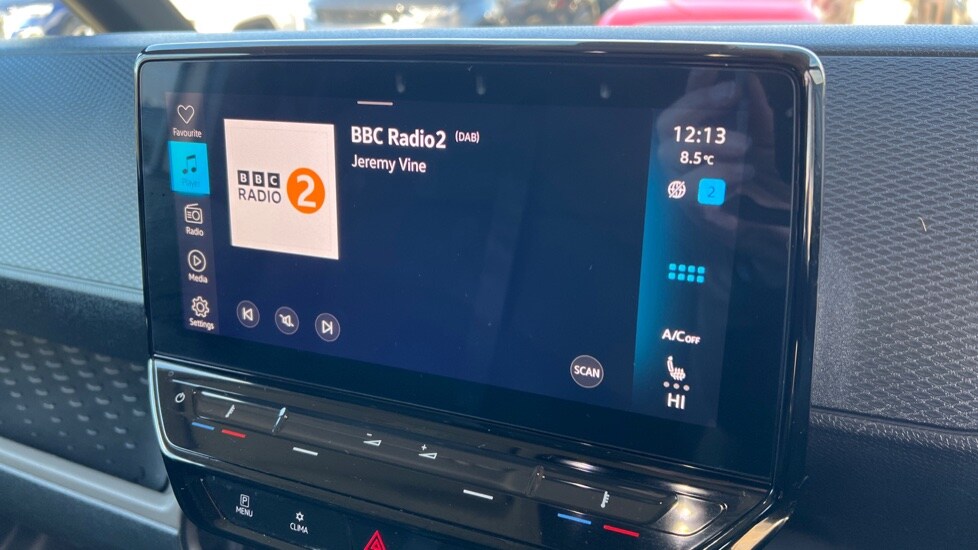 Favourite
Player
Radio
Media
Settings
BBC
RADIO
2
BBC Radio2 (DAB)
Jeremy Vine
SCAN
12:13
8.5°C
2
A/C OFF
HI
P
MENU
CLIMA